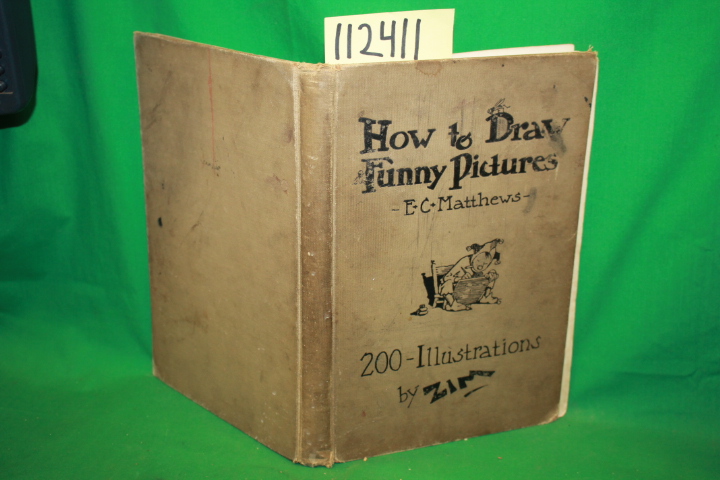 112411
How to Draw
Funny Pictures
-E·C·Matthews-
200-Illustrations
by ZIM